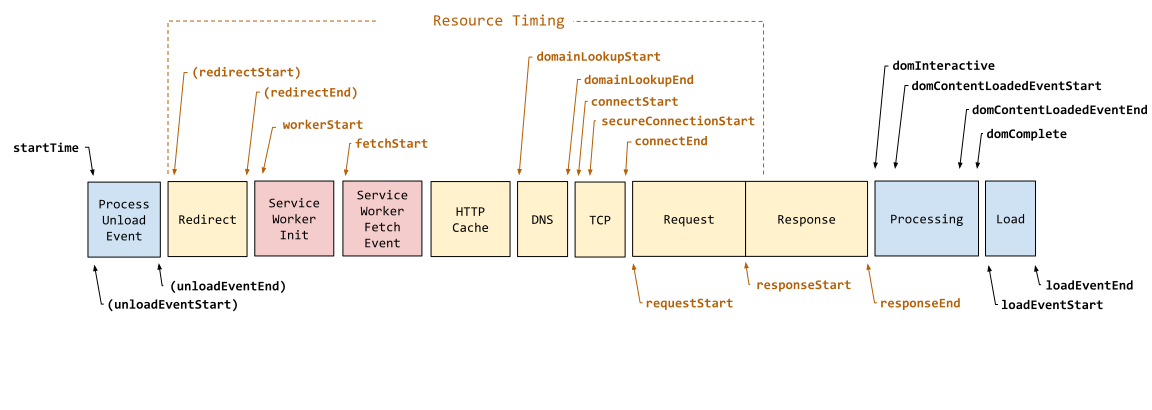 Resource Timing
domainLookupStart
domInteractive
(redirectStart)
domainLookupEnd
domContentLoadedEventStart
(redirectEnd)
connectStart
domContentLoadedEventEnd
workerStart
secureConnectionStart
domComplete
fetchStart
connectEnd
startTime
Process
Unload
Event
Redirect
Service
Worker
Init
Service
Worker
Fetch
Event
HTTP
Cache
DNS
TCP
Request
Response
Processing
Load
(unloadEventEnd)
(unloadEventStart)
responseStart
requestStart
responseEnd
loadEventEnd
loadEventStart